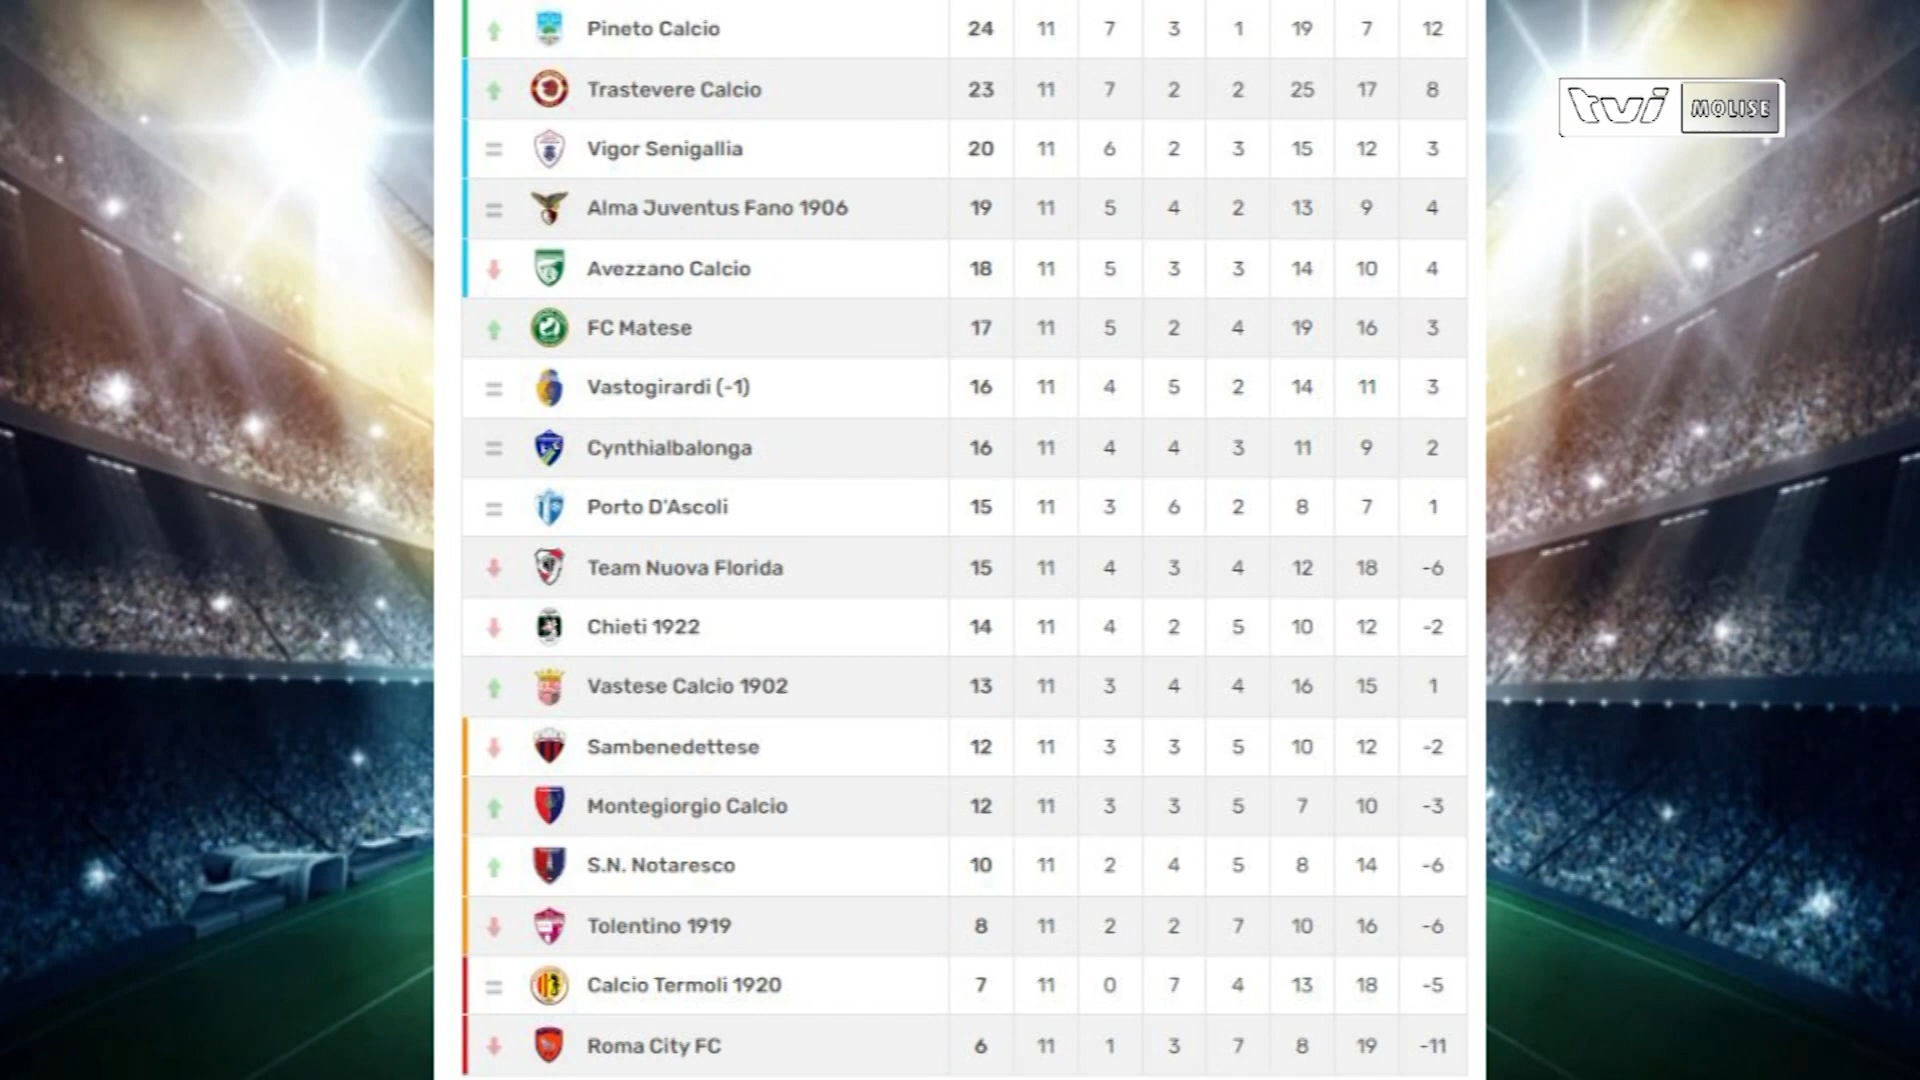 Pineto Calcio 24 11 7 3 1 19 7 12
tvi MOLISE
Trastevere Calcio 23 11 7 2 2 25 17 8
Vigor Senigallia 20 11 6 2 3 15 12 3
Alma Juventus Fano 1906 19 11 5 4 2 13 9 4
Avezzano Calcio 18 11 5 3 3 14 10 4
FC Matese 17 11 5 2 4 19 16 3
Vastogirardi (-1) 16 11 4 5 2 14 11 3
Cynthialbalonga 16 11 4 4 3 11 9 2
Porto D'Ascoli 15 11 3 6 2 8 7 1
Team Nuova Florida 15 11 4 3 4 12 18 -6
Chieti 1922 14 11 4 2 5 10 12 -2
Vastese Calcio 1902 13 11 3 4 4 16 15 1
Sambenedettese 12 11 3 3 5 10 12 -2
Montegiorgio Calcio 12 11 3 3 5 7 10 -3
S.N. Notaresco 10 11 2 4 5 8 14 -6
Tolentino 1919 8 11 2 2 7 10 16 -6
Calcio Termoli 1920 7 11 0 7 4 13 18 -5
Roma City FC 6 11 1 3 7 8 19 -11